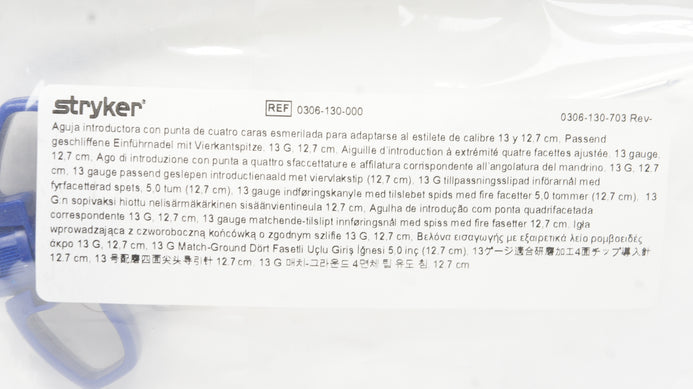 stryker
REF 0306-130-000
0306-130-703 Rev-
Aguja introductora con punta de cuatro caras esmerilada para adaptarse al estilete de calibre 13 y 12.7 cm, Passend
geschliffene Einführnadel mit Vierkantspitze. 13 G, 12.7 cm, Aiguille d'introduction à extrémité quatre facettes ajustée. 13 gauge,
12.7 cm, Ago di introduzione con punta a quattro sfaccettature e affilatura corrispondente all'angolatura del mandrino. 13 G, 12.7
cm, 13 gauge passend geslepen introductienaald met viervlakstip (12.7 cm), 13 G tillpassningsslipad införarnål med
fyrfacetterad spets, 5,0 tum (12.7 cm), 13 gauge indføringskanyle med tilslebet spids med fire facetter 5,0 tommer (12.7 cm), 13
G:n sopivaksi hiottu nelisärmäkärkinen sisäänvientineula 12.7 cm, Agulha de introdução com ponta quadrifacetada
correspondente 13 G, 12.7 cm, 13 gauge matchende-tilslipt innføringsnål med spiss med fire fasetter 12.7 cm, Igła
wprowadzająca z czworoboczną końcówką o zgodnym szlifie 13 G, 12.7 cm, Βελόνα εισαγωγής με εξαιρετικά λείο ρομβοειδές
άκρο 13 G, 12.7 cm, 13 G Match-Ground Dört Fasetli Uçlu Giriş İğnesi 5.0 inç (12.7 cm), 13ゲージ適合研磨加工4面チップ導入針
12.7 cm, 13 号配磨四面尖头导引针 12.7 cm, 13 G 매치-그라운드 4면체 팁 유도 침, 12.7 cm